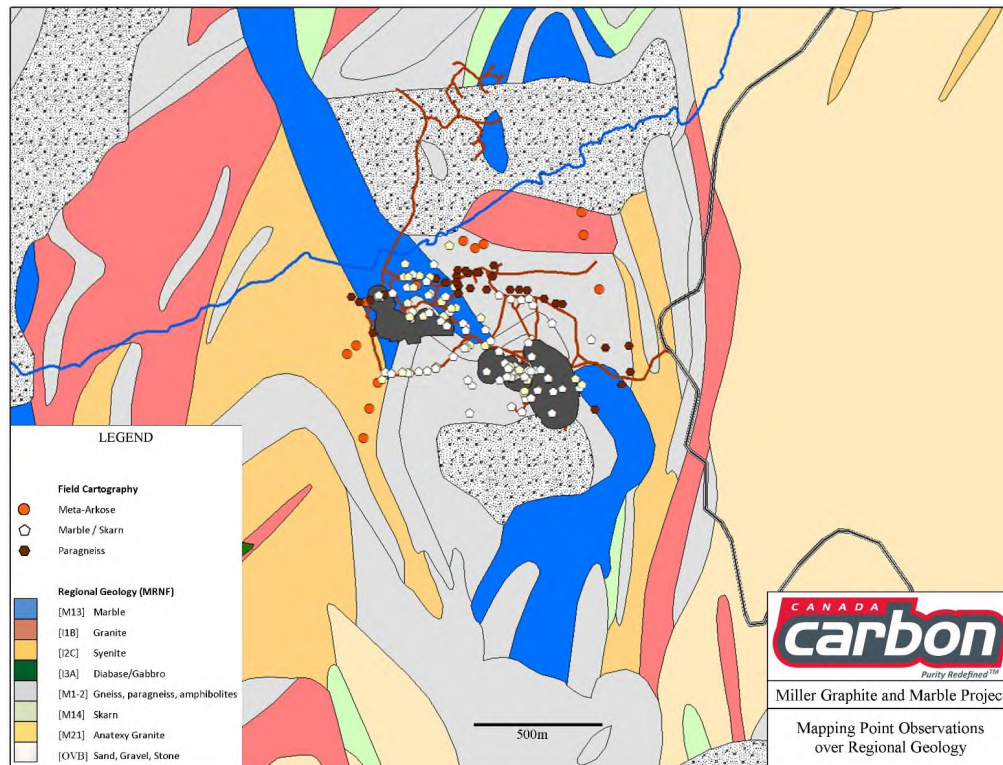 LEGEND
Field Cartography
Meta-Arkose
Marble / Skarn
Paragneiss
Regional Geology (MRNF)
[M13] Marble
[I1B] Granite
[I2C] Syenite
[I3A] Diabase/Gabbro
[M1-2] Gneiss, paragneiss, amphibolites
[M14] Skarn
[M21] Anatexy Granite
[OVB] Sand, Gravel, Stone
500m
CANADA
carbon
Purity Redefined™
Miller Graphite and Marble Project
Mapping Point Observations
over Regional Geology